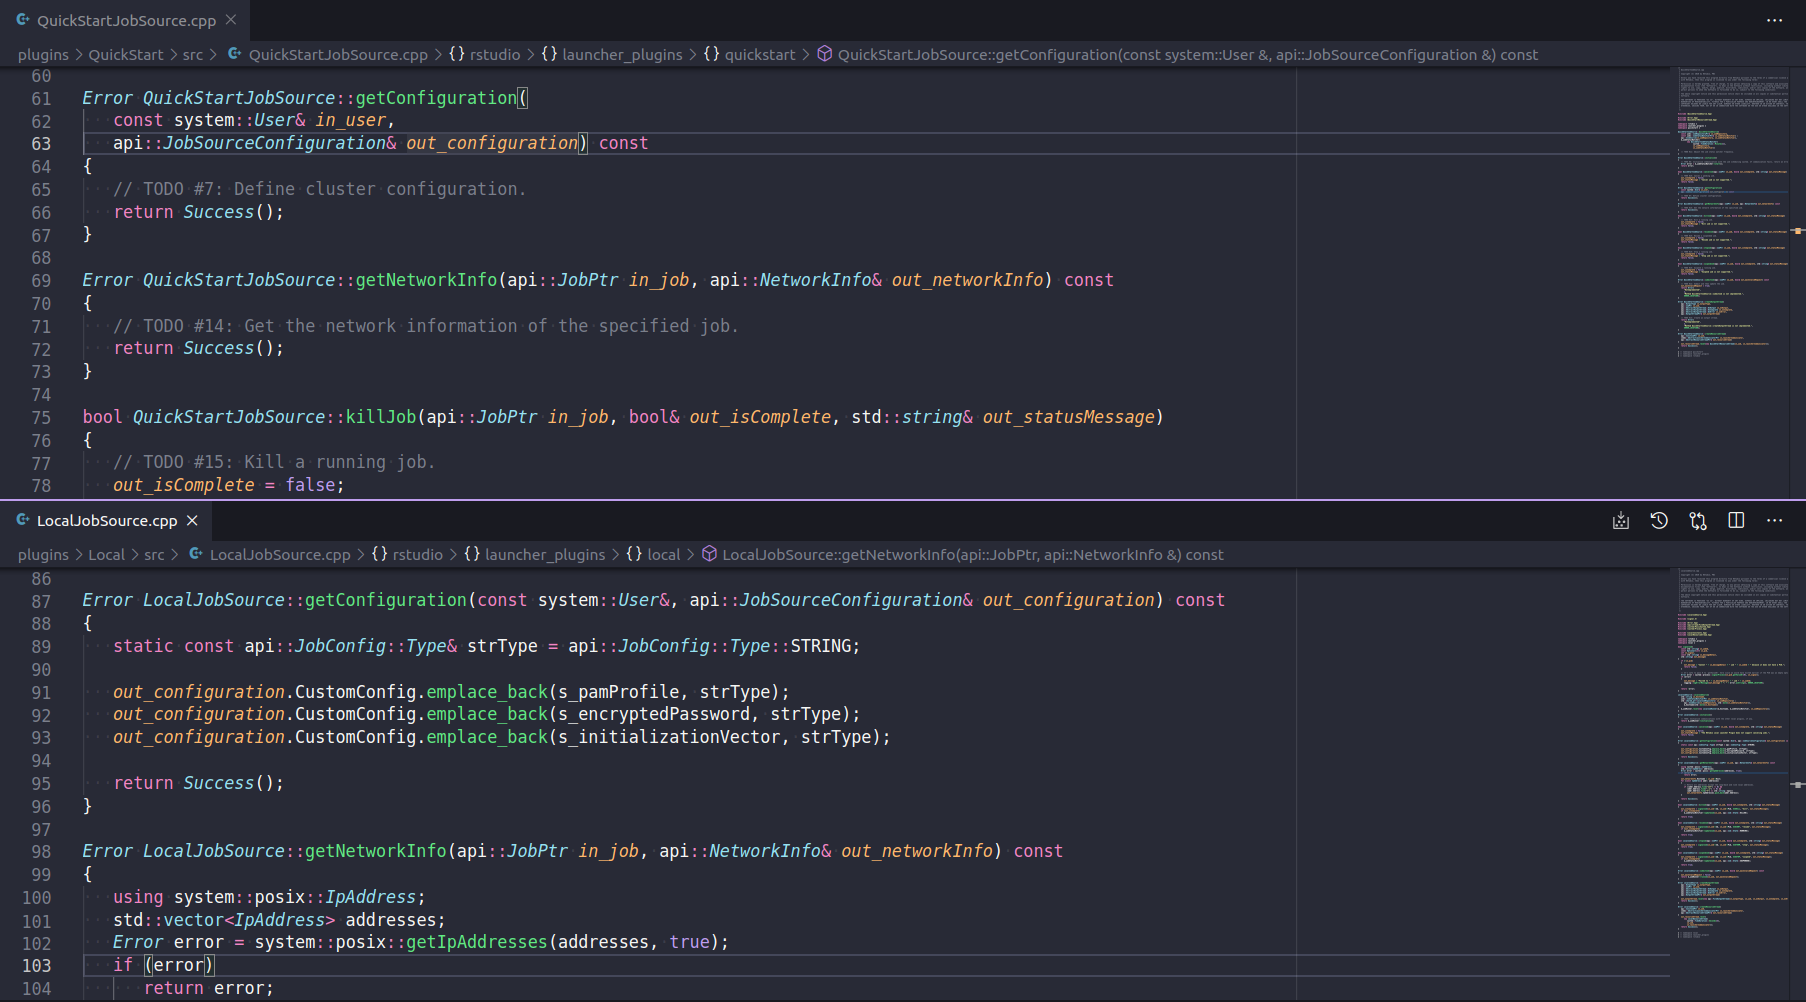 QuickStartJobSource.cpp
plugins > QuickStart > src > QuickStartJobSource.cpp > {} rstudio > {} launcher_plugins > {} quickstart > QuickStartJobSource::getConfiguration(const system::User &, api::JobSourceConfiguration &) const
60
61 Error QuickStartJobSource::getConfiguration(
62 const system::User& in_user,
63 api::JobSourceConfiguration& out_configuration) const
64 {
65 // TODO #7: Define cluster configuration.
66 return Success();
67 }
68
69 Error QuickStartJobSource::getNetworkInfo(api::JobPtr in_job, api::NetworkInfo& out_networkInfo) const
70 {
71 // TODO #14: Get the network information of the specified job.
72 return Success();
73 }
74
75 bool QuickStartJobSource::killJob(api::JobPtr in_job, bool& out_isComplete, std::string& out_statusMessage)
76 {
77 // TODO #15: Kill a running job.
78 out_isComplete = false;
LocalJobSource.cpp
plugins > Local > src > LocalJobSource.cpp > {} rstudio > {} launcher_plugins > {} local > LocalJobSource::getNetworkInfo(api::JobPtr, api::NetworkInfo &) const
86
87 Error LocalJobSource::getConfiguration(const system::User&, api::JobSourceConfiguration& out_configuration) const
88 {
89 static const api::JobConfig::Type& strType = api::JobConfig::Type::STRING;
90
91 out_configuration.CustomConfig.emplace_back(s_pamProfile, strType);
92 out_configuration.CustomConfig.emplace_back(s_encryptedPassword, strType);
93 out_configuration.CustomConfig.emplace_back(s_initializationVector, strType);
94
95 return Success();
96 }
97
98 Error LocalJobSource::getNetworkInfo(api::JobPtr in_job, api::NetworkInfo& out_networkInfo) const
99 {
100 using system::posix::IpAddress;
101 std::vector<IpAddress> addresses;
102 Error error = system::posix::getIpAddresses(addresses, true);
103 if (error)
104 return error;